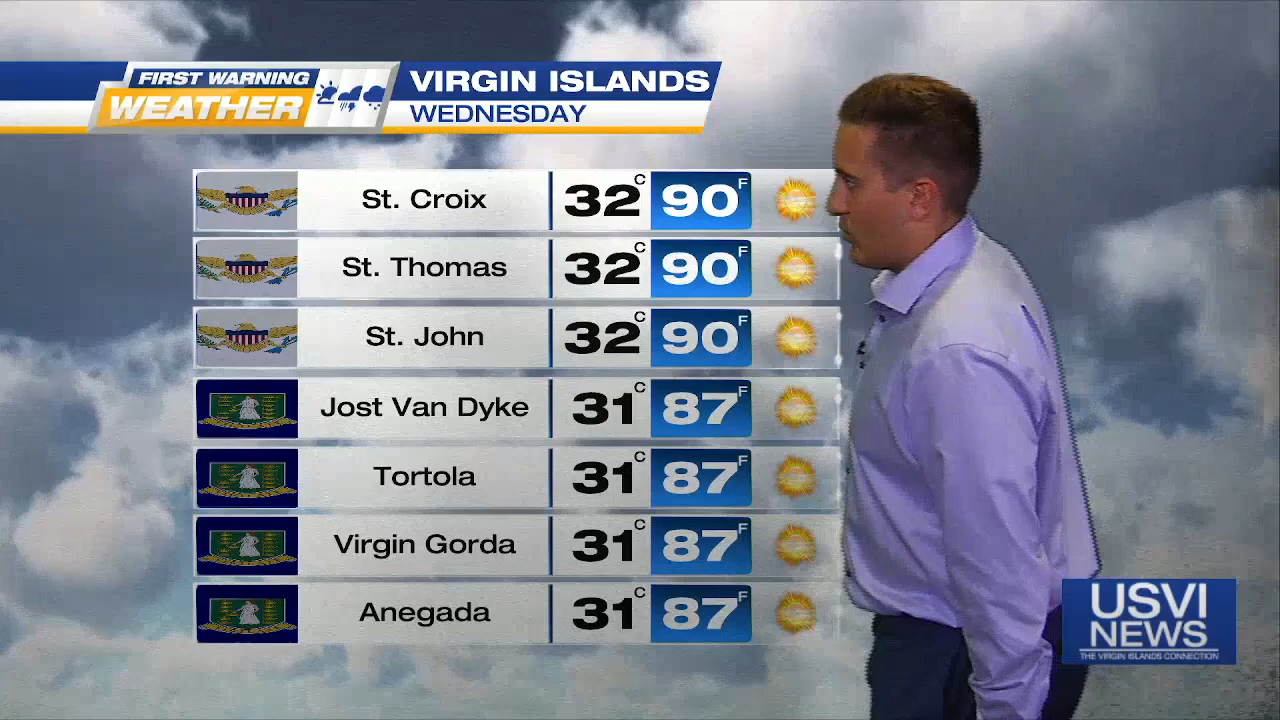 FIRST WARNING
WEATHER
VIRGIN ISLANDS
WEDNESDAY
St. Croix 32 C 90 F
St. Thomas 32 C 90 F
St. John 32 C 90 F
Jost Van Dyke 31 C 87 F
Tortola 31 C 87 F
Virgin Gorda 31 C 87 F
Anegada 31 C 87 F
USVI
NEWS
THE VIRGIN ISLANDS CONNECTION